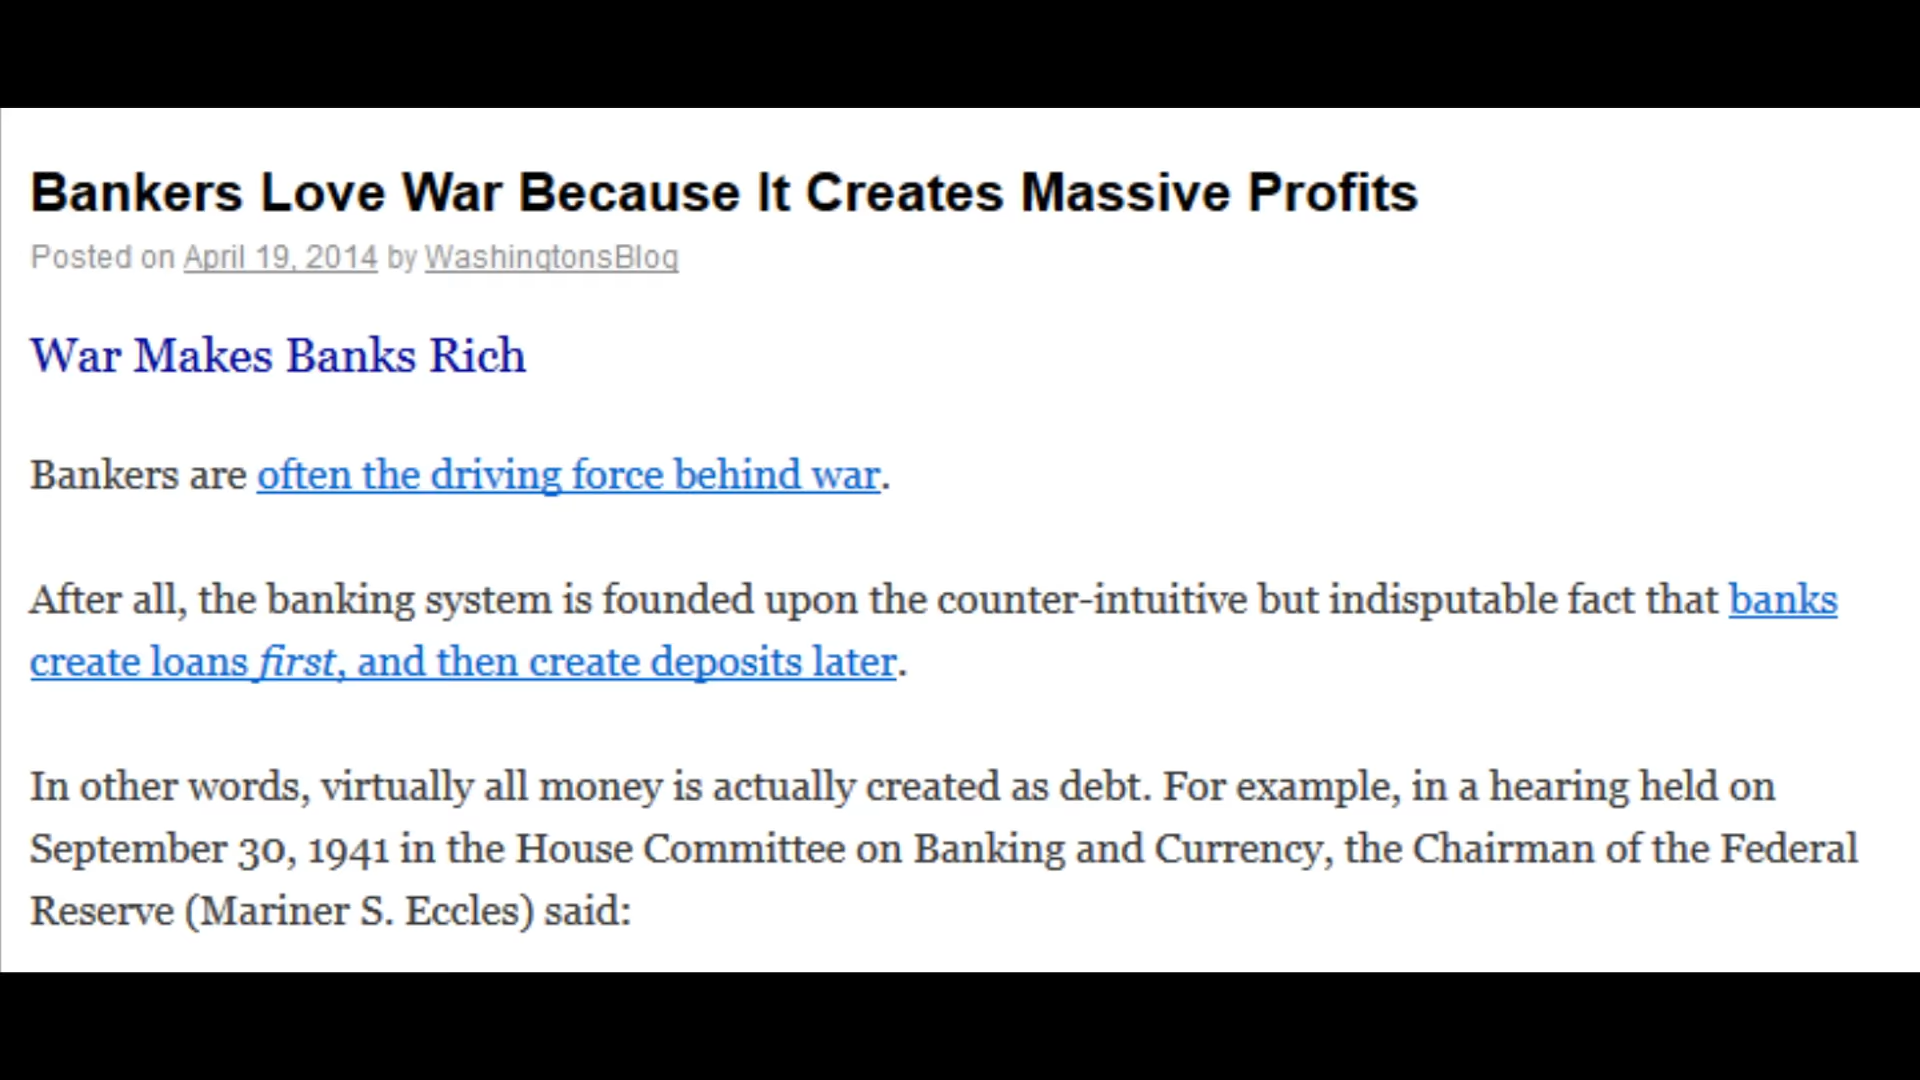 Bankers Love War Because It Creates Massive Profits
Posted on April 19, 2014 by WashingtonsBlog
War Makes Banks Rich
Bankers are often the driving force behind war.
After all, the banking system is founded upon the counter-intuitive but indisputable fact that banks
create loans first, and then create deposits later.
In other words, virtually all money is actually created as debt. For example, in a hearing held on
September 30, 1941 in the House Committee on Banking and Currency, the Chairman of the Federal
Reserve (Mariner S. Eccles) said: